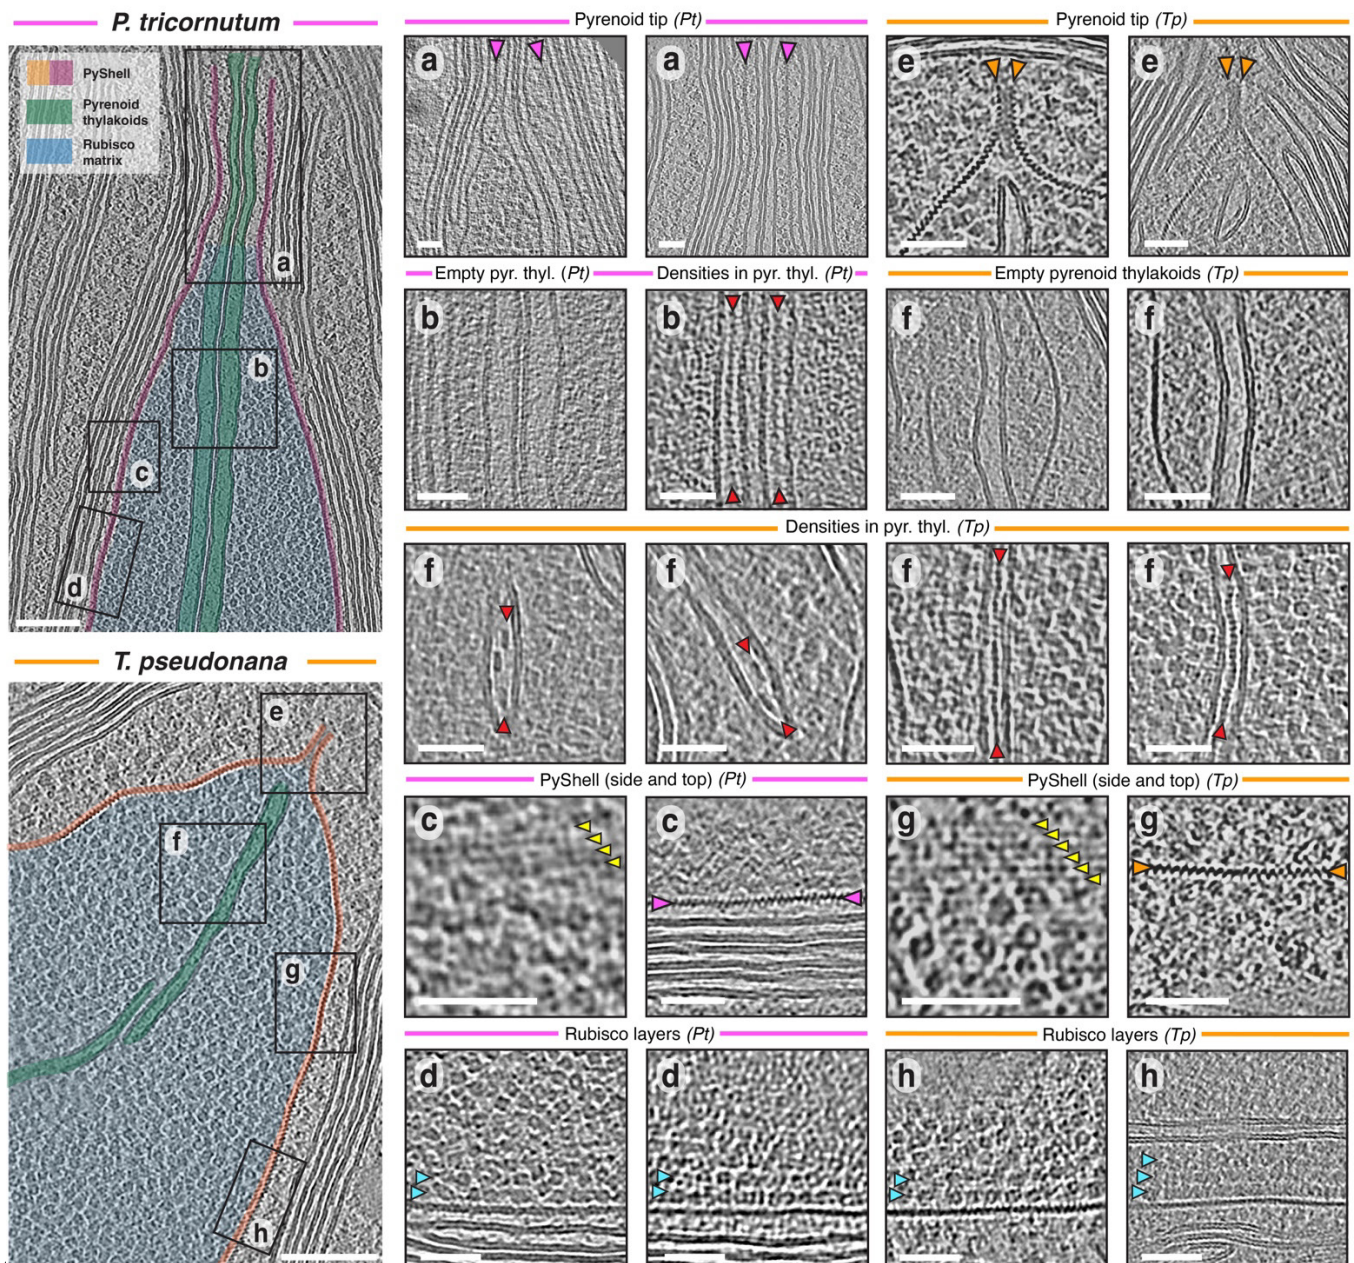 P. tricornutum
PyShell
Pyrenoid
thylakoids
Rubisco
matrix
a
b
c
d
T. pseudonana
e
f
g
h
Pyrenoid tip (Pt)
Pyrenoid tip (Tp)
a
a
e
e
Empty pyr. thyl. (Pt)
Densities in pyr. thyl. (Pt)
Empty pyrenoid thylakoids (Tp)
b
b
f
f
Densities in pyr. thyl. (Tp)
f
f
f
f
PyShell (side and top) (Pt)
PyShell (side and top) (Tp)
c
c
g
g
Rubisco layers (Pt)
Rubisco layers (Tp)
d
d
h
h